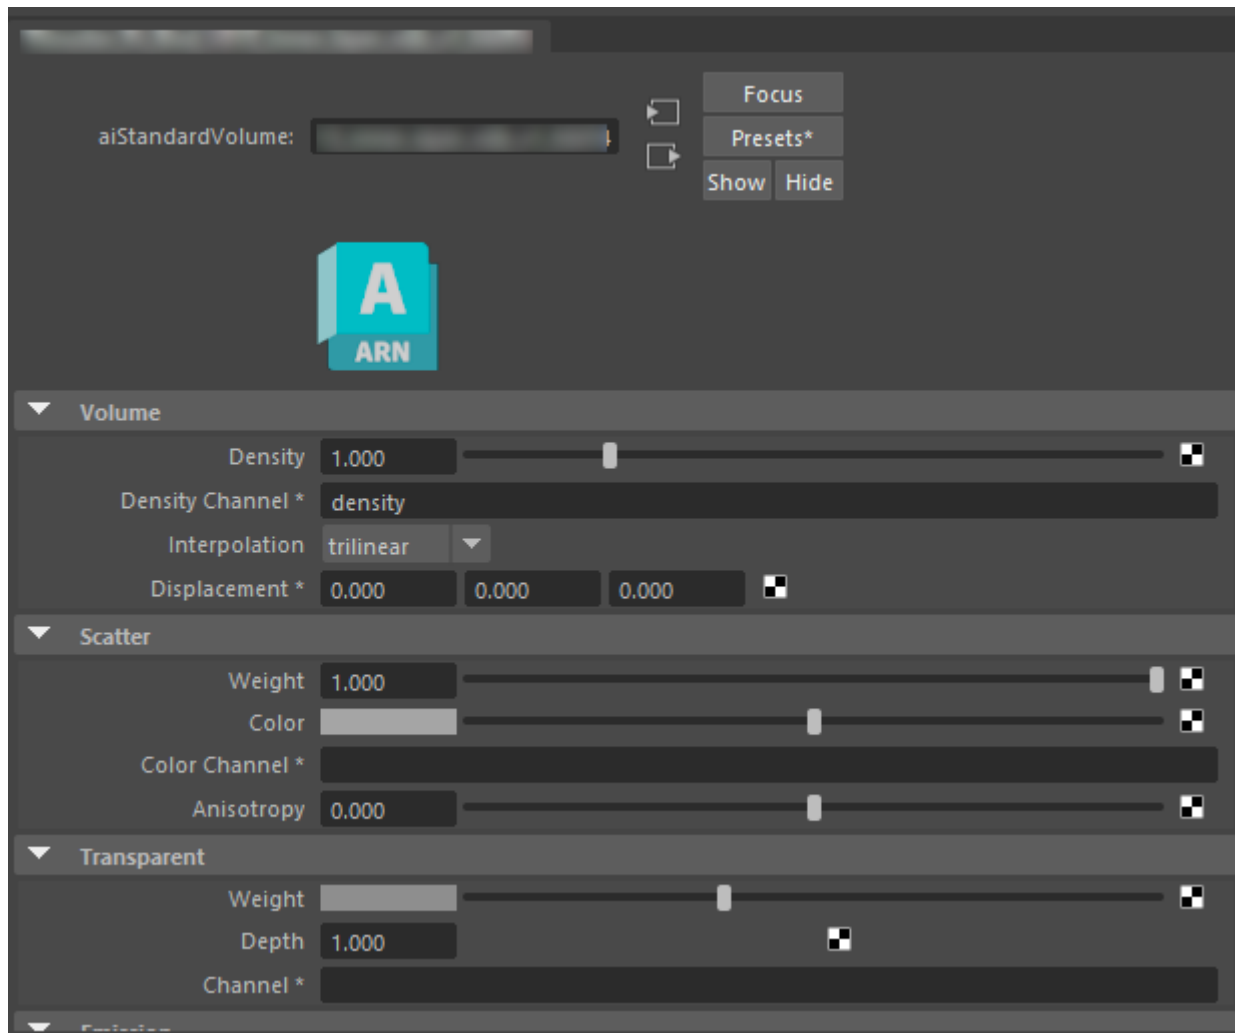 Focus
aiStandardVolume:
Presets*
Show Hide
A
ARN
Volume
Density 1.000
Density Channel * density
Interpolation trilinear
Displacement * 0.000 0.000 0.000
Scatter
Weight 1.000
Color
Color Channel *
Anisotropy 0.000
Transparent
Weight
Depth 1.000
Channel *
Emission